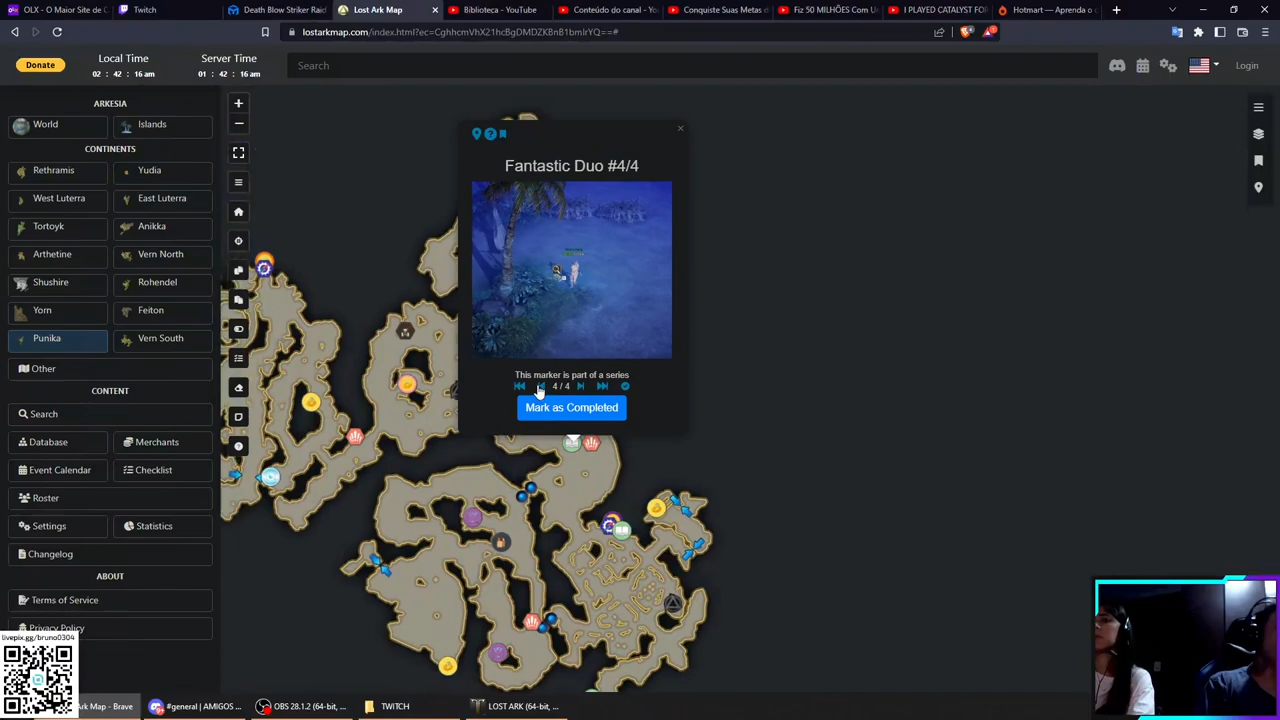 OLX - O Maior Site de C
Twitch
Death Blow Striker Raid
Lost Ark Map
Biblioteca - YouTube
Conteúdo do canal - Yo
Conquiste Suas Metas d
Fiz 50 MILHÕES Com U
I PLAYED CATALYST FOR
Hotmart — Aprenda o c
lostarkmap.com/index.html?ec=CghhcmVhX21hcBgDMDZKBnB1bmlrYQ==#
Donate
Local Time
02 : 42 : 16 am
Server Time
01 : 42 : 16 am
Search
Login
ARKESIA
World
Islands
CONTINENTS
Rethramis
Yudia
West Luterra
East Luterra
Tortoyk
Anikka
Arthetine
Vern North
Shushire
Rohendel
Yorn
Feiton
Punika
Vern South
Other
CONTENT
Search
Database
Merchants
Event Calendar
Checklist
Roster
Settings
Statistics
Changelog
ABOUT
Terms of Service
Privacy Policy
Fantastic Duo #4/4
This marker is part of a series
4 / 4
Mark as Completed
livepix.gg/bruno0304
Ark Map - Brave
#general | AMIGOS ...
OBS 28.1.2 (64-bit, ...
TWITCH
LOST ARK (64-bit, ...